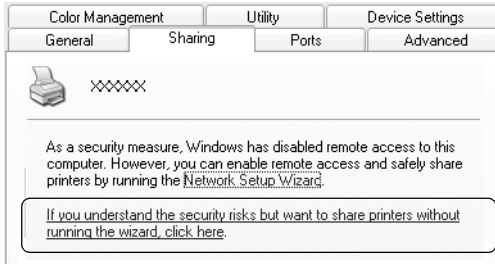 Color Management Utility Device Settings
General Sharing Ports Advanced
XXXXXX
As a security measure, Windows has disabled remote access to this
computer. However, you can enable remote access and safely share
printers by running the Network Setup Wizard.
If you understand the security risks but want to share printers without
running the wizard, click here.